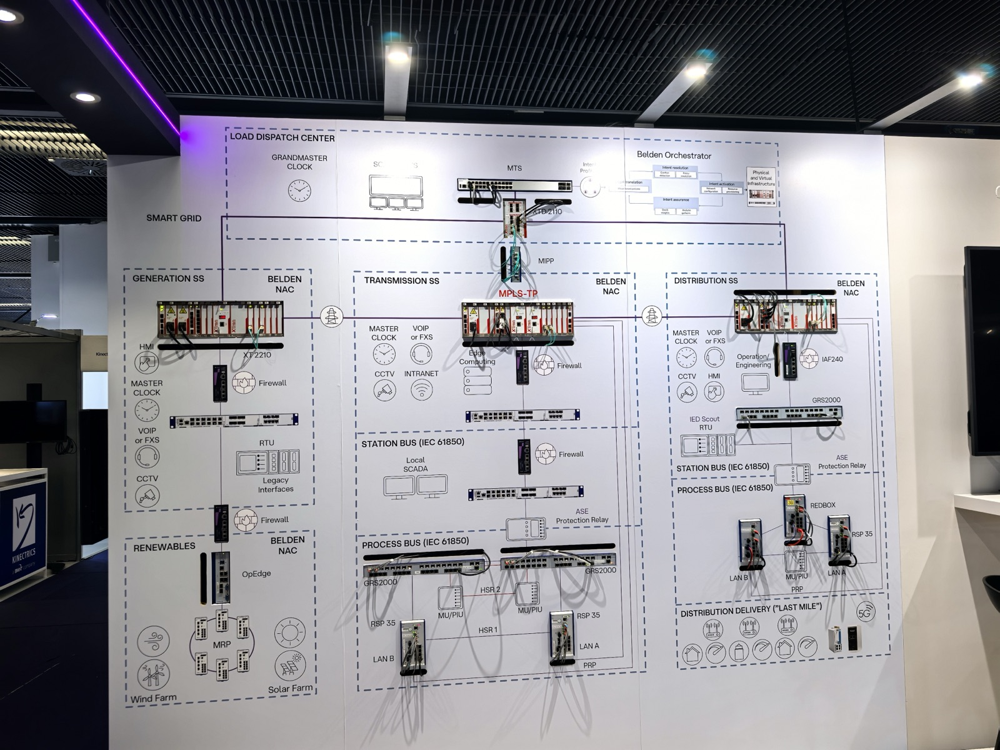 LOAD DISPATCH CENTER
GRANDMASTER
CLOCK
MTS
Belden Orchestrator
Intent resolution
Intent activation
Intent assurance
Physical
and Virtual
Infrastructure
SMART GRID
XTD 2110
MIPP
GENERATION SS
BELDEN
NAC
XT 2210
HMI
MASTER
CLOCK
VOIP
or FXS
CCTV
Firewall
RTU
Legacy
Interfaces
Firewall
RENEWABLES
BELDEN
NAC
OpEdge
MRP
Wind Farm
Solar Farm
TRANSMISSION SS
BELDEN
NAC
MPLS-TP
MASTER
CLOCK
VOIP
or FXS
CCTV
INTRANET
Edge
Computing
Firewall
STATION BUS (IEC 61850)
Local
SCADA
Firewall
ASE
Protection Relay
PROCESS BUS (IEC 61850)
GRS2000
GRS2000
HSR 2
MU/PIU
MU/PIU
RSP 35
RSP 35
HSR 1
LAN B
LAN A
PRP
DISTRIBUTION SS
BELDEN
NAC
MASTER
CLOCK
VOIP
or FXS
CCTV
HMI
Operation/
Engineering
IAF240
GRS2000
IED Scout
RTU
STATION BUS (IEC 61850)
ASE
Protection Relay
PROCESS BUS (IEC 61850)
REDBOX
RSP 35
LAN B
MU/PIU
LAN A
PRP
DISTRIBUTION DELIVERY ("LAST MILE")
5G
KINECTRICS